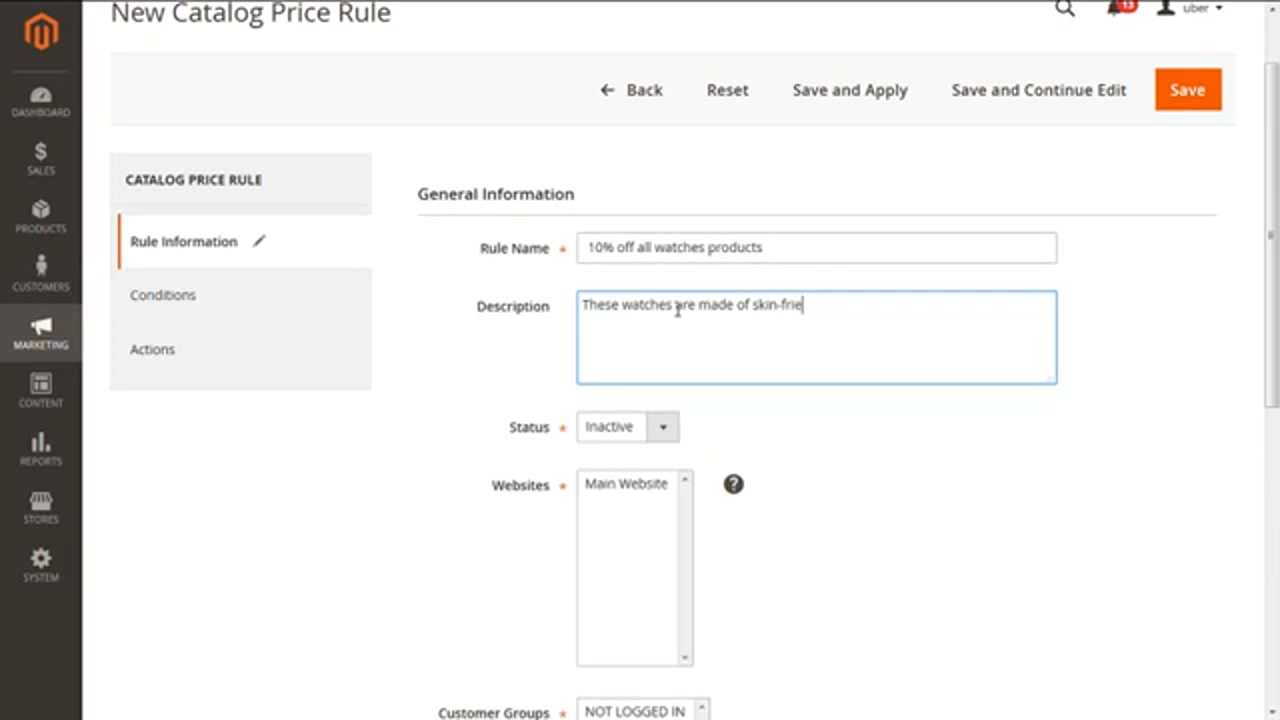 New Catalog Price Rule
13
uber
Back
Reset
Save and Apply
Save and Continue Edit
Save
DASHBOARD
SALES
PRODUCTS
CUSTOMERS
MARKETING
CONTENT
REPORTS
STORES
SYSTEM
CATALOG PRICE RULE
Rule Information
Conditions
Actions
General Information
Rule Name * 10% off all watches products
Description These watches are made of skin-frie
Status * Inactive
Websites * Main Website ?
Customer Groups * NOT LOGGED IN